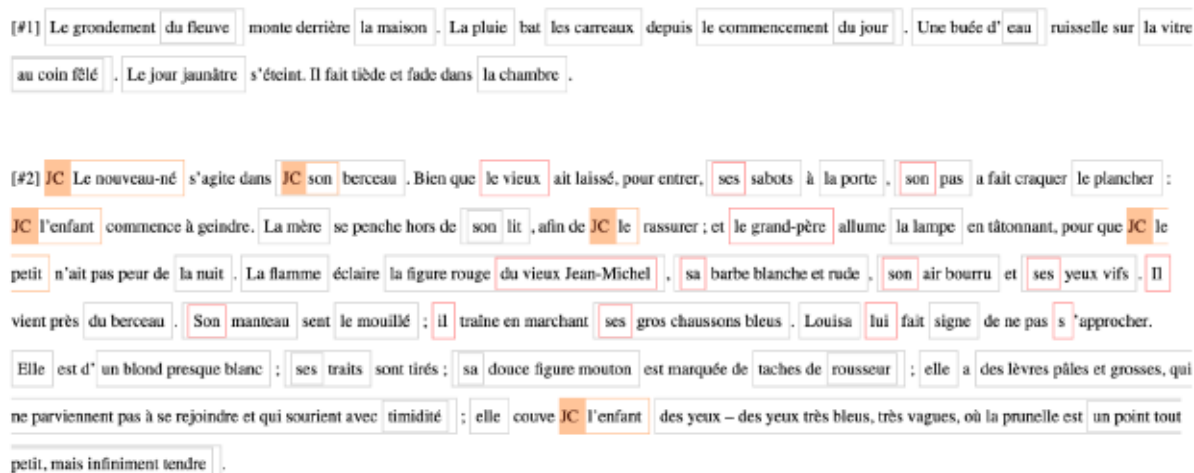 [#1] Le grondement du fleuve monte derrière la maison . La pluie bat les carreaux depuis le commencement du jour . Une buée d' eau ruisselle sur la vitre
au coin fêlé . Le jour jaunâtre s'éteint. Il fait tiède et fade dans la chambre .
[#2] JC Le nouveau-né s'agite dans JC son berceau . Bien que le vieux ait laissé, pour entrer, ses sabots à la porte , son pas a fait craquer le plancher :
JC l'enfant commence à geindre. La mère se penche hors de son lit , afin de JC le rassurer ; et le grand-père allume la lampe en tâtonnant, pour que JC le
petit n'ait pas peur de la nuit . La flamme éclaire la figure rouge du vieux Jean-Michel , sa barbe blanche et rude , son air bourru et ses yeux vifs . Il
vient près du berceau . Son manteau sent le mouillé ; il traîne en marchant ses gros chaussons bleus . Louisa lui fait signe de ne pas s 'approcher.
Elle est d' un blond presque blanc ; ses traits sont tirés ; sa douce figure mouton est marquée de taches de rousseur ; elle a des lèvres pâles et grosses, qui
ne parviennent pas à se rejoindre et qui sourient avec timidité ; elle couve JC l'enfant des yeux – des yeux très bleus, très vagues, où la prunelle est un point tout
petit, mais infiniment tendre .